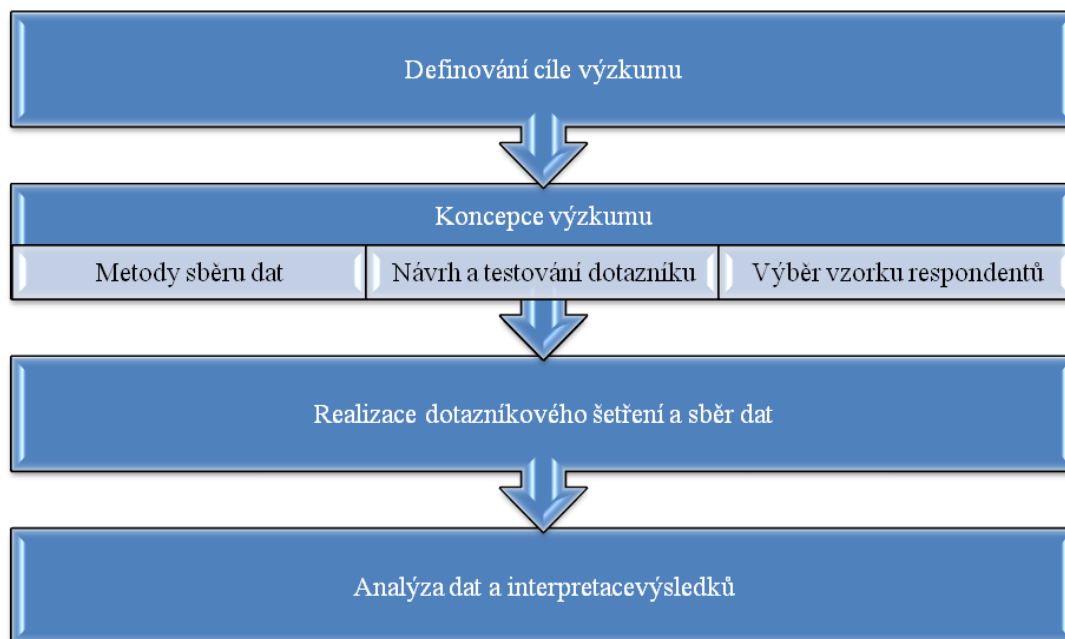 Definování cíle výzkumu
Koncepce výzkumu
Metody sběru dat
Návrh a testování dotazníku
Výběr vzorku respondentů
Realizace dotazníkového šetření a sběr dat
Analýza dat a interpretacevýsledků